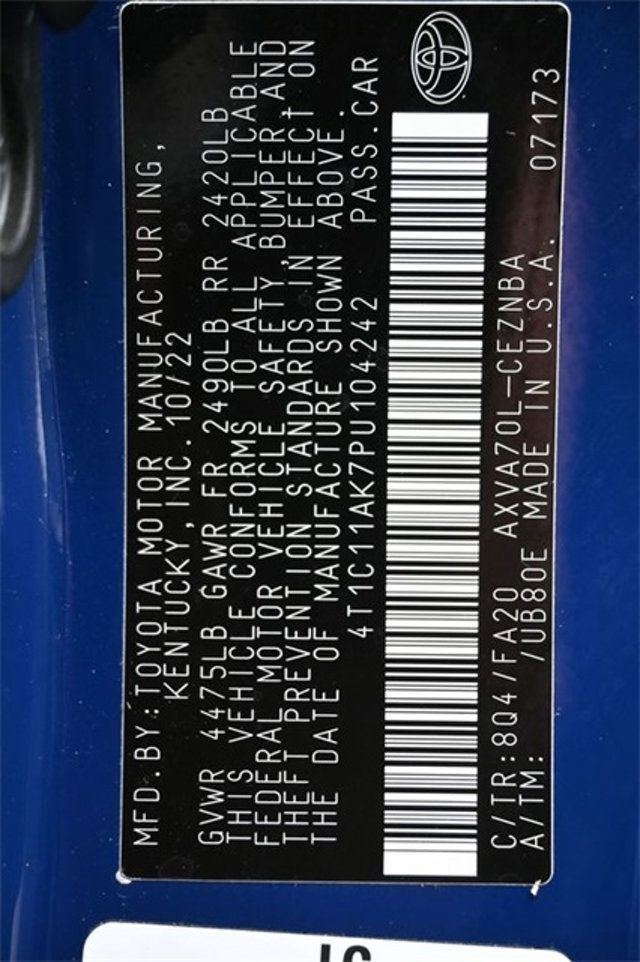 MFD.BY:TOYOTA MOTOR MANUFACTURING,
KENTUCKY,INC.10/22
GVWR 4475LB GAWR FR 2490LB RR 2420LB
THIS VEHICLE CONFORMS TO ALL APPLICABLE
FEDERAL MOTOR VEHICLE SAFETY,BUMPER,AND
THEFT PREVENTION STANDARDS IN EFFECT ON
THE DATE OF MANUFACTURE SHOWN ABOVE.
4T1C11AK7PU104242 PASS.CAR
C/TR:8Q4/FA20 AXVA70L-CEZNBA 07173
A/TM: /UB80E MADE IN U.S.A.